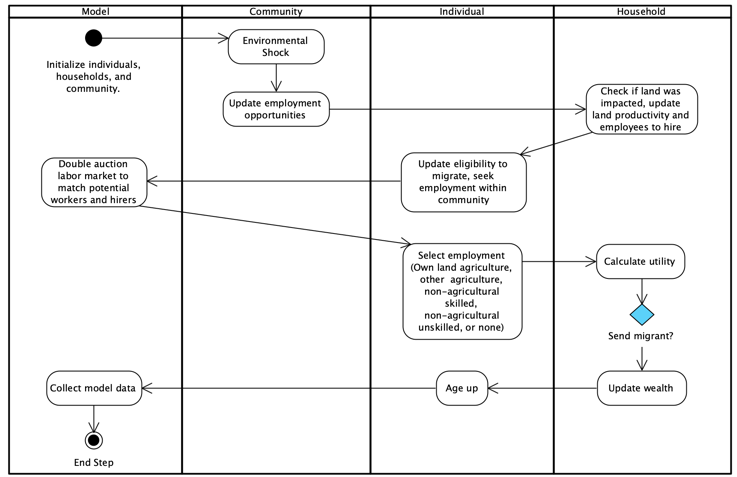 Model
Community
Individual
Household
Initialize individuals,
households, and
community.
Environmental
Shock
Update employment
opportunities
Check if land was
impacted, update
land productivity and
employees to hire
Update eligibility to
migrate, seek
employment within
community
Double auction
labor market to
match potential
workers and hirers
Select employment
(Own land agriculture,
other agriculture,
non-agricultural
skilled,
non-agricultural
unskilled, or none)
Calculate utility
Send migrant?
Update wealth
Age up
Collect model data
End Step